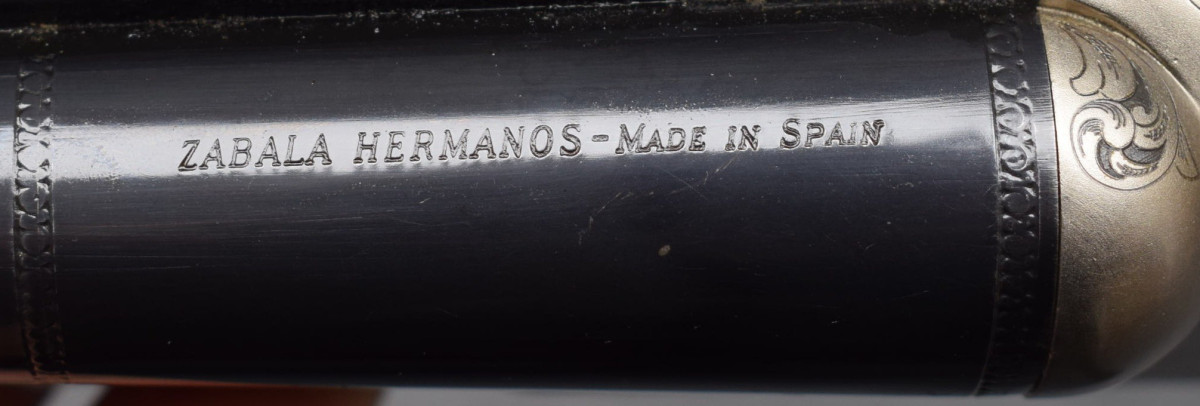 ZABALA HERMANOS - MADE IN SPAIN